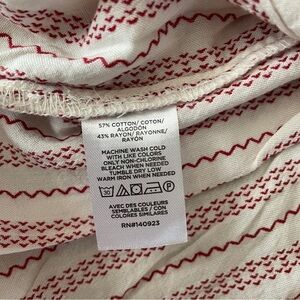 57% COTTON/ COTON/
ALGODÓN
43% RAYON/ RAYONNE/
RAYÓN
MACHINE WASH COLD
WITH LIKE COLORS
ONLY NON-CHLORINE
BLEACH WHEN NEEDED
TUMBLE DRY LOW
WARM IRON WHEN NEEDED
30 P
AVEC DES COULEURS
SEMBLABLES / CON
COLORES SIMILARES
RN#140923